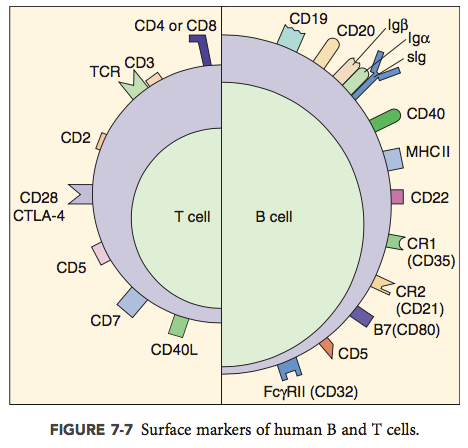 CD4 or CD8
CD3
TCR
CD2
CD28
CTLA-4
CD5
CD7
CD40L
T cell
B cell
CD19
CD20
Igβ
Igα
sIg
CD40
MHC II
CD22
CR1
(CD35)
CR2
(CD21)
B7(CD80)
CD5
FcγRII (CD32)
FIGURE 7-7 Surface markers of human B and T cells.